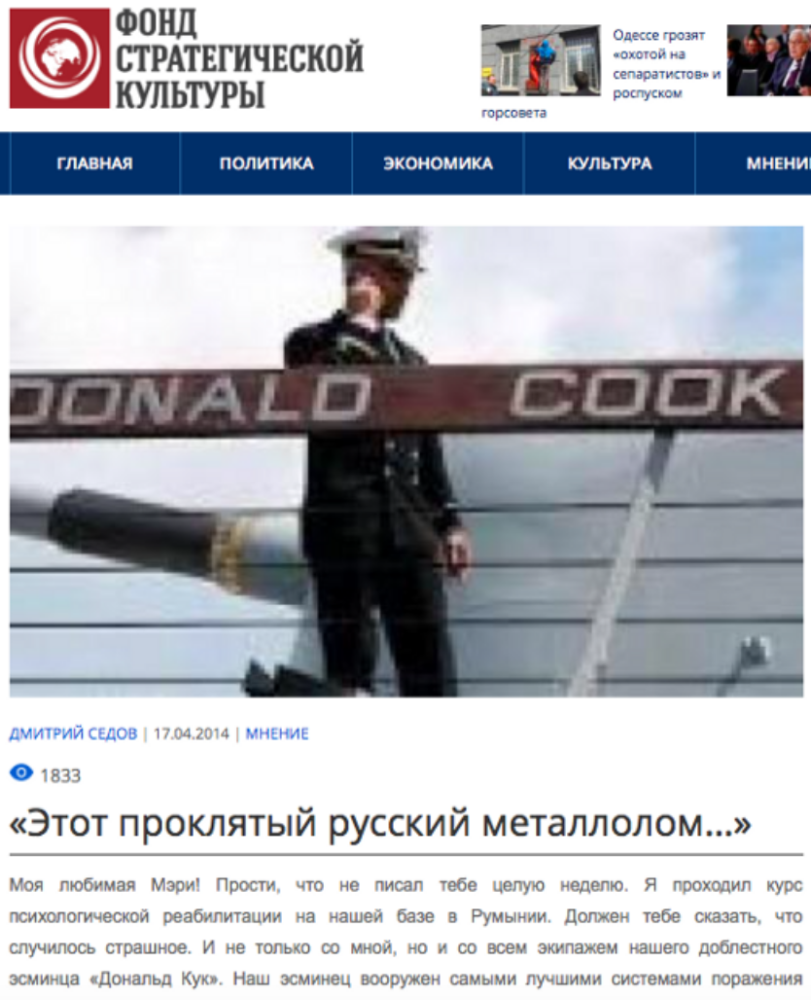 ФОНД
СТРАТЕГИЧЕСКОЙ
КУЛЬТУРЫ
Одессе грозят
«охотой на
сепаратистов» и
роспуском
горсовета
ГЛАВНАЯ
ПОЛИТИКА
ЭКОНОМИКА
КУЛЬТУРА
МНЕНИ
DONALD COOK
ДМИТРИЙ СЕДОВ | 17.04.2014 | МНЕНИЕ
1833
«Этот проклятый русский металлолом...»
Моя любимая Мэри! Прости, что не писал тебе целую неделю. Я проходил курс
психологической реабилитации на нашей базе в Румынии. Должен тебе сказать, что
случилось страшное. И не только со мной, но и со всем экипажем нашего доблестного
эсминца «Дональд Кук». Наш эсминец вооружен самыми лучшими системами поражения